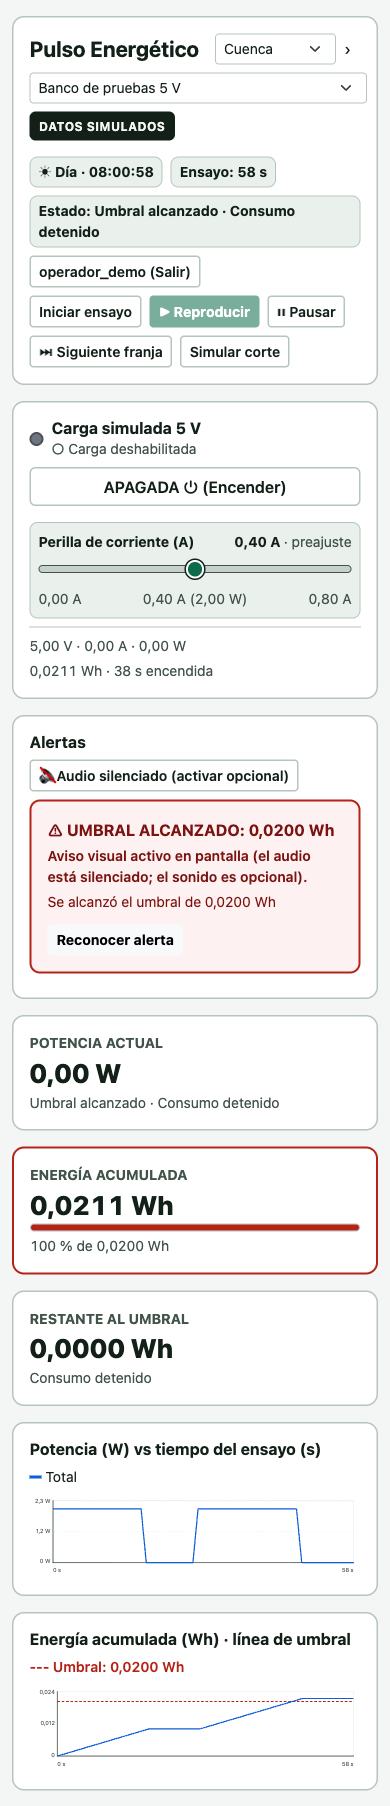 Pulso Energético
Cuenca
Banco de pruebas 5 V
DATOS SIMULADOS
☀ Día · 08:00:58
Ensayo: 58 s
Estado: Umbral alcanzado · Consumo
detenido
operador_demo (Salir)
Iniciar ensayo
Reproducir
Pausar
Siguiente franja
Simular corte
Carga simulada 5 V
Carga deshabilitada
APAGADA ⏻ (Encender)
Perilla de corriente (A)
0,40 A · preajuste
0,00 A
0,40 A (2,00 W)
0,80 A
5,00 V · 0,00 A · 0,00 W
0,0211 Wh · 38 s encendida
Alertas
Audio silenciado (activar opcional)
⚠ UMBRAL ALCANZADO: 0,0200 Wh
Aviso visual activo en pantalla (el audio
está silenciado; el sonido es opcional).
Se alcanzó el umbral de 0,0200 Wh
Reconocer alerta
POTENCIA ACTUAL
0,00 W
Umbral alcanzado · Consumo detenido
ENERGÍA ACUMULADA
0,0211 Wh
100 % de 0,0200 Wh
RESTANTE AL UMBRAL
0,0000 Wh
Consumo detenido
Potencia (W) vs tiempo del ensayo (s)
Total
2,3 W
1,2 W
0 W
0 s
58 s
Energía acumulada (Wh) · línea de umbral
--- Umbral: 0,0200 Wh
0,024
0,012
0
0 s
58 s